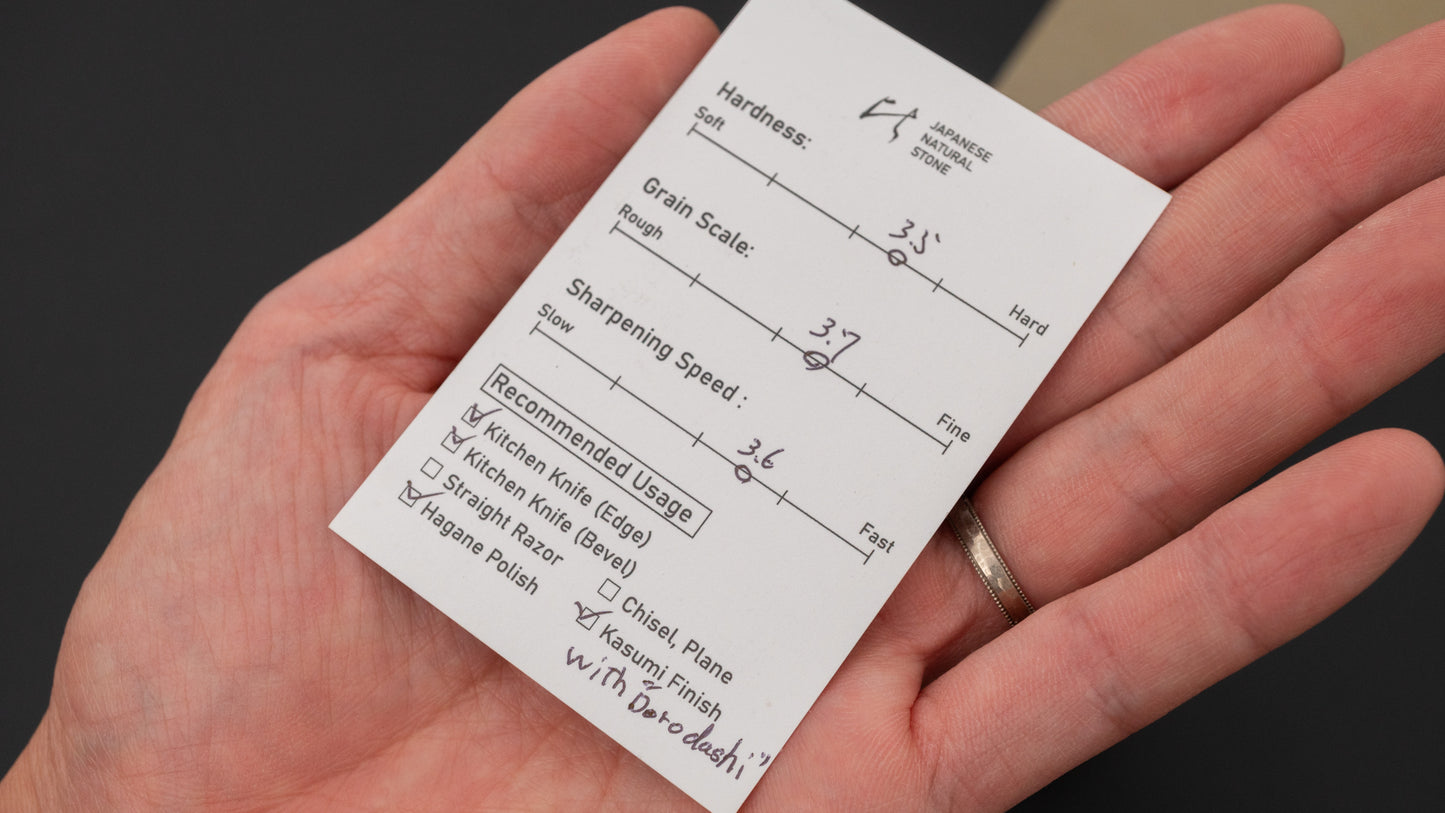 JAPANESE
NATURAL
STONE
Hardness:
Soft
3.5
Hard
Grain Scale:
Rough
3.7
Fine
Sharpening Speed :
Slow
3.6
Fast
Recommended Usage
Kitchen Knife (Edge)
Kitchen Knife (Bevel)
Straight Razor
Hagane Polish
Chisel, Plane
Kasumi Finish
with "Dorodashi"